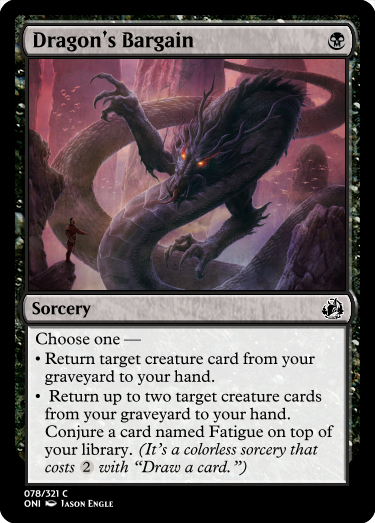 Dragon's Bargain
Sorcery
Choose one —
• Return target creature card from your
graveyard to your hand.
• Return up to two target creature cards
from your graveyard to your hand.
Conjure a card named Fatigue on top of
your library. (It's a colorless sorcery that
costs 2 with “Draw a card.”)
078/321 C
ONI Jason Engle